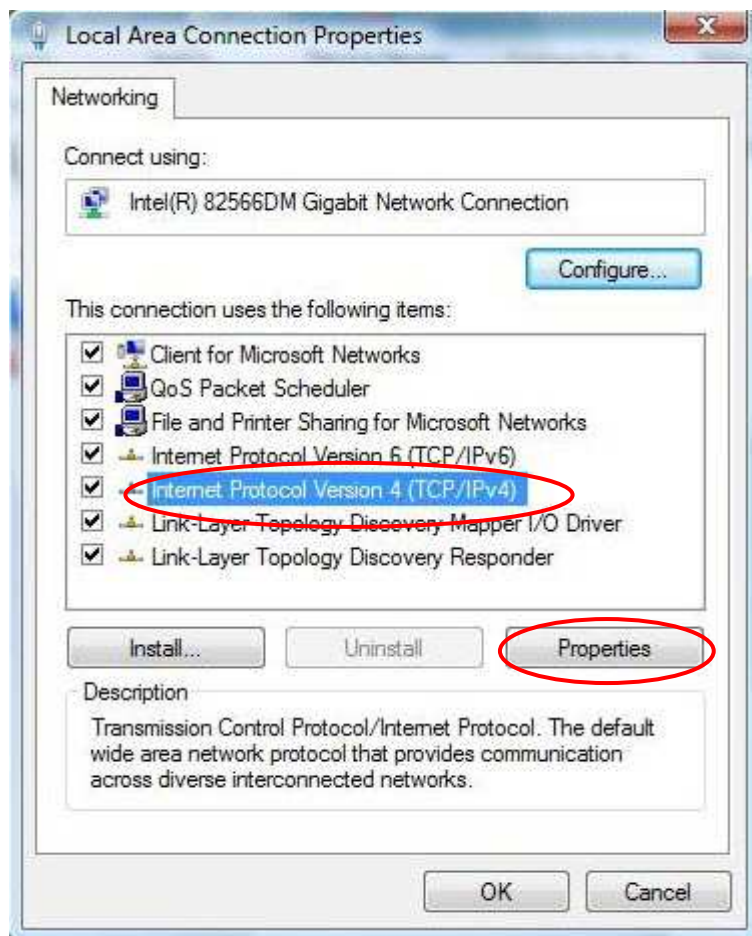 Local Area Connection Properties
Networking
Connect using:
Intel(R) 82566DM Gigabit Network Connection
Configure...
This connection uses the following items:
Client for Microsoft Networks
QoS Packet Scheduler
File and Printer Sharing for Microsoft Networks
Internet Protocol Version 6 (TCP/IPv6)
Internet Protocol Version 4 (TCP/IPv4)
Link-Layer Topology Discovery Mapper I/O Driver
Link-Layer Topology Discovery Responder
Install... Uninstall Properties
Description
Transmission Control Protocol/Internet Protocol. The default
wide area network protocol that provides communication
across diverse interconnected networks.
OK Cancel